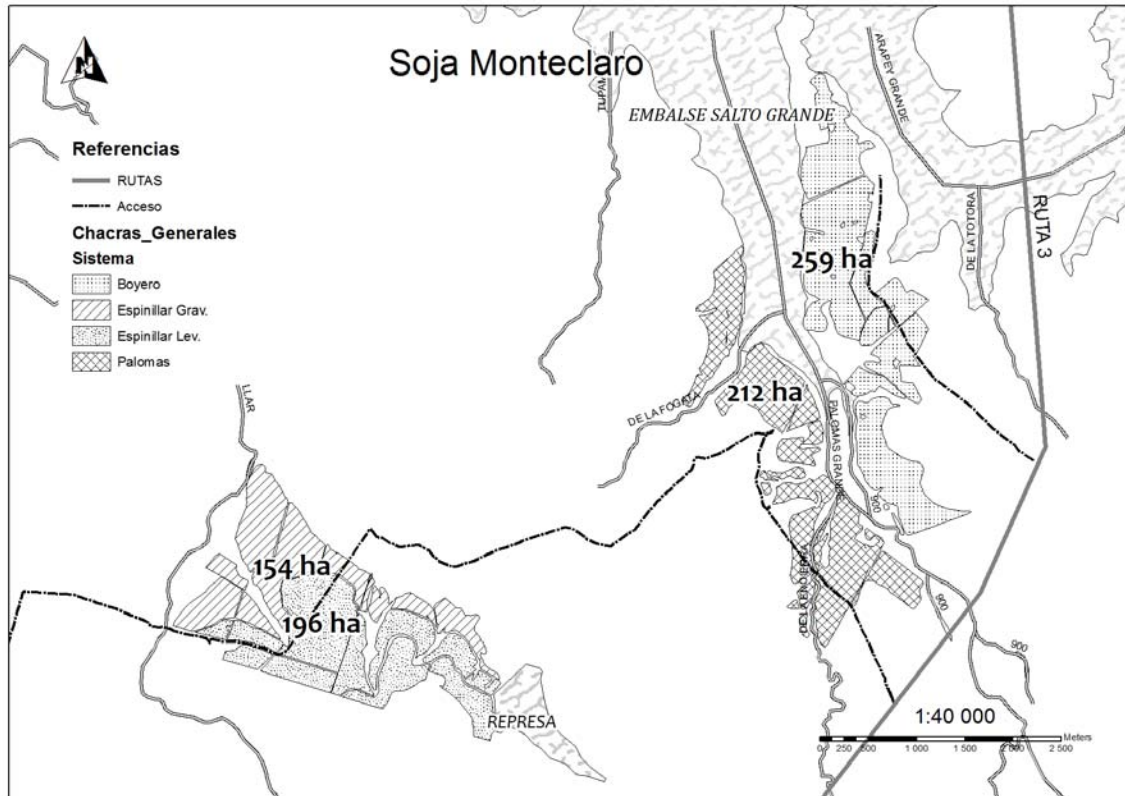 Soja Monteclaro
N
EMBALSE SALTO GRANDE
ARAPEY GRANDE
Referencias
RUTAS
Acceso
Chacras_Generales
Sistema
Boyero
Espinillar Grav.
Espinillar Lev.
Palomas
DE LA TOTORA
RUTA 3
259 ha
212 ha
DE LA FOGATA
PALOMAS GRANDE
LLAR
900
154 ha
196 ha
900
900
REPRESA
1:40 000
0 250 500 1 000 1 500 2 000 2 500 Meters